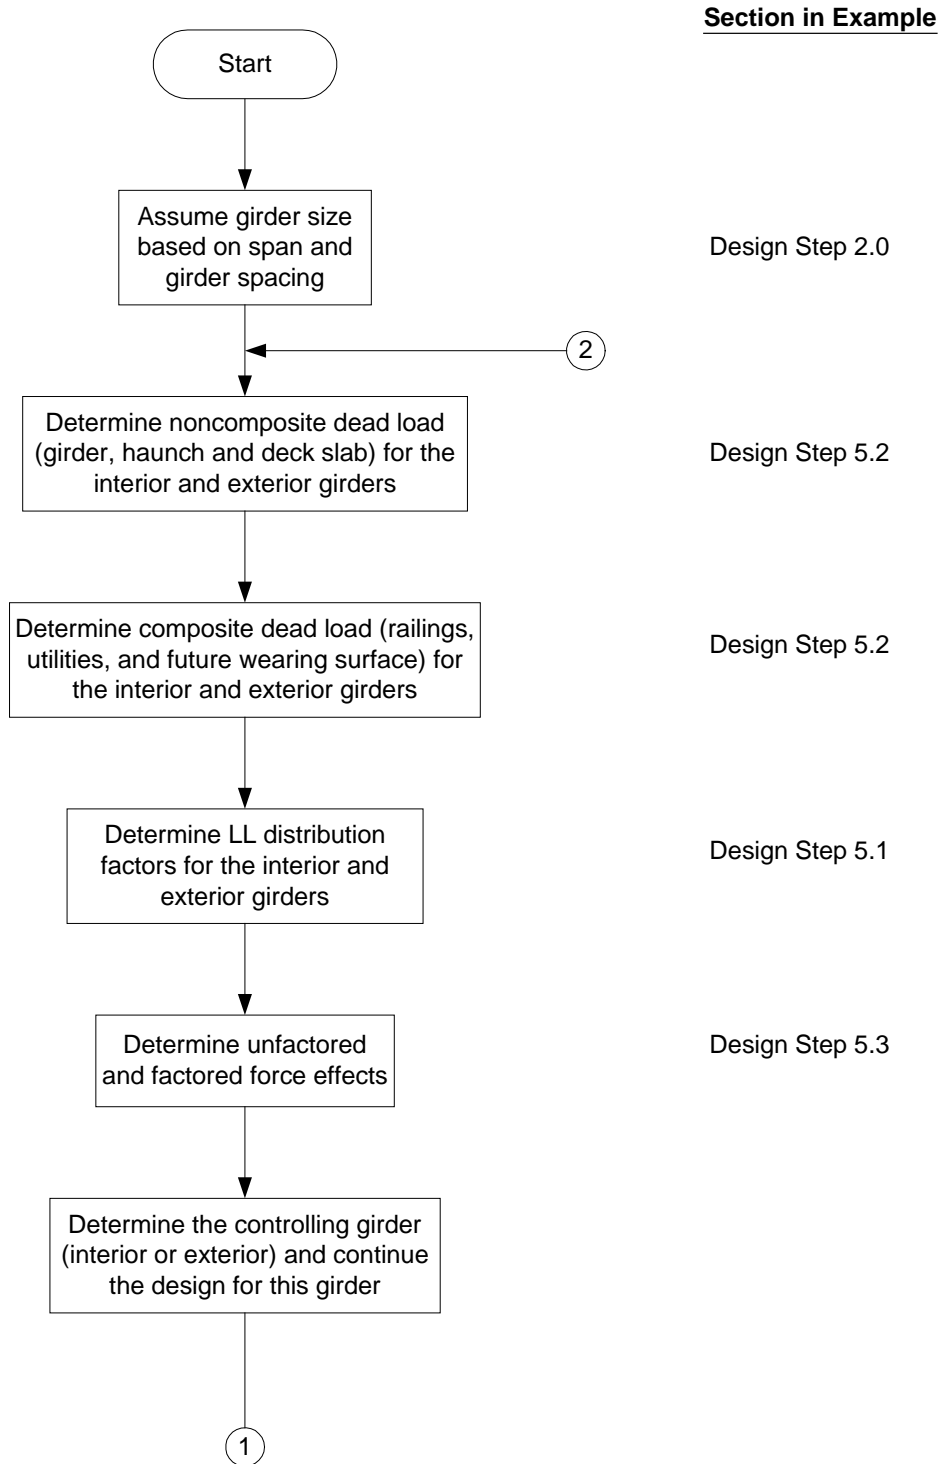 Section in Example
Start
Assume girder size
based on span and
girder spacing
Design Step 2.0
2
Determine noncomposite dead load
(girder, haunch and deck slab) for the
interior and exterior girders
Design Step 5.2
Determine composite dead load (railings,
utilities, and future wearing surface) for
the interior and exterior girders
Design Step 5.2
Determine LL distribution
factors for the interior and
exterior girders
Design Step 5.1
Determine unfactored
and factored force effects
Design Step 5.3
Determine the controlling girder
(interior or exterior) and continue
the design for this girder
1